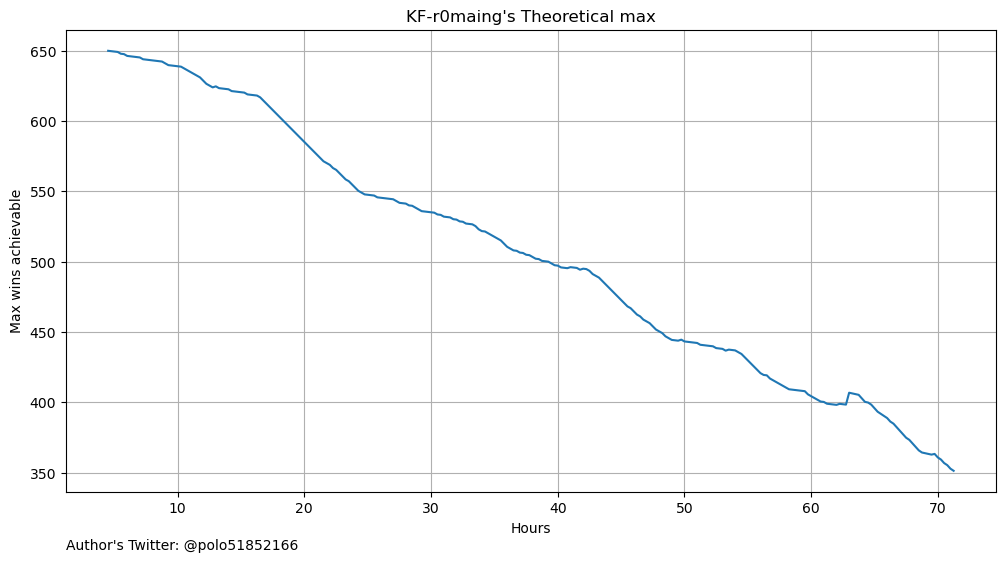 KF-r0maing's Theoretical max
650
600
550
500
450
400
350
Max wins achievable
10 20 30 40 50 60 70
Hours
Author's Twitter: @polo51852166